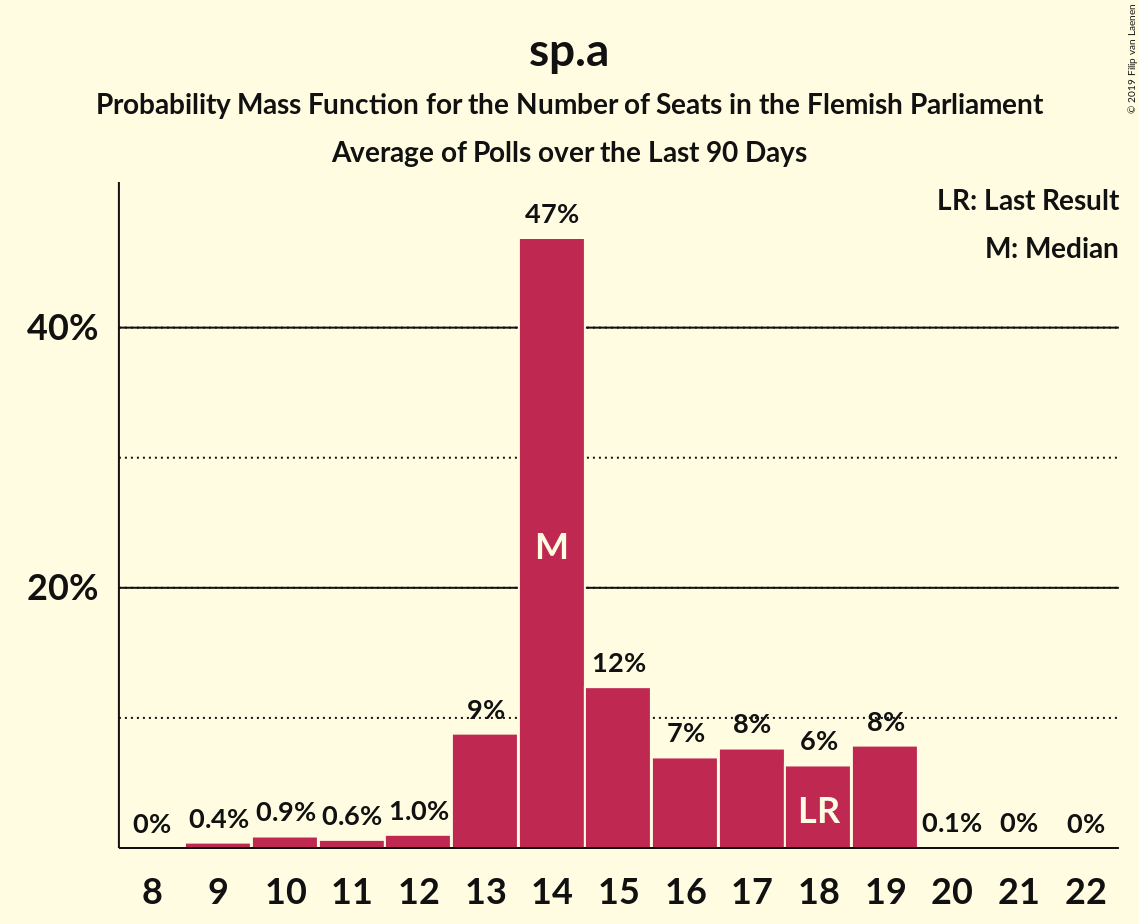 sp.a
Probability Mass Function for the Number of Seats in the Flemish Parliament
Average of Polls over the Last 90 Days
© 2019 Filip van Laenen
LR: Last Result
M: Median
40%
20%
0%
0.4%
0.9%
0.6%
1.0%
9%
47%
12%
7%
8%
6%
8%
0.1%
0%
0%
M
LR
8 9 10 11 12 13 14 15 16 17 18 19 20 21 22